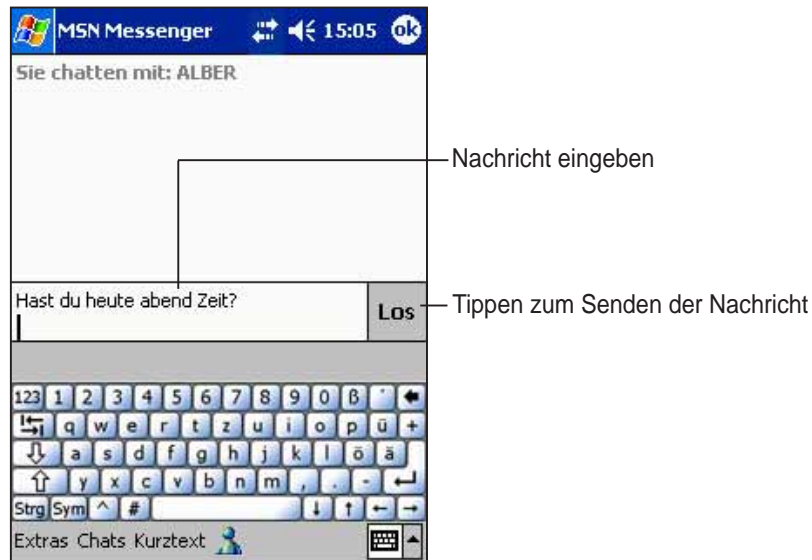 MSN Messenger 15:05 ok
Sie chatten mit: ALBER
Nachricht eingeben
Hast du heute abend Zeit?
Los
Tippen zum Senden der Nachricht
123 1 2 3 4 5 6 7 8 9 0 ß ´
q w e r t z u i o p ü +
a s d f g h j k l ö ä
y x c v b n m , . -
Strg Sym ^ #
Extras Chats Kurztext